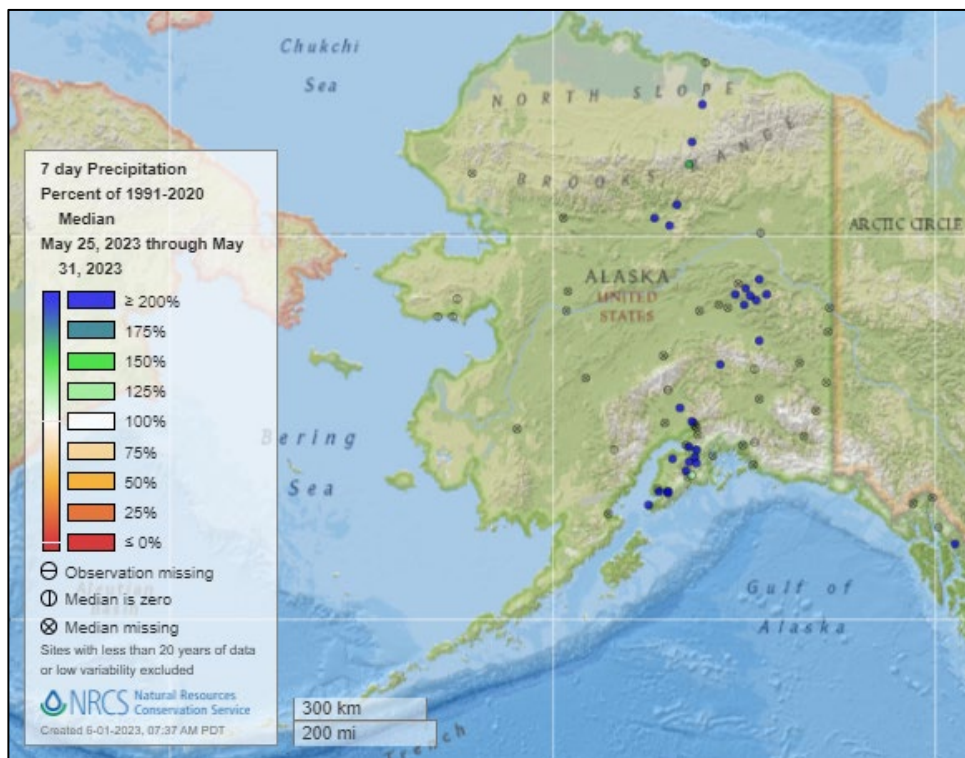 Chukchi
Sea
NORTH SLOPE
BROOKS RANGE
ARCTIC CIRCLE
ALASKA
UNITED
STATES
Bering
Sea
Gulf of
Alaska
Trench
7 day Precipitation
Percent of 1991-2020
Median
May 25, 2023 through May
31, 2023
≥ 200%
175%
150%
125%
100%
75%
50%
25%
≤ 0%
Observation missing
Median is zero
Median missing
Sites with less than 20 years of data
or low variability excluded
NRCS Natural Resources
Conservation Service
Created 6-01-2023, 07:37 AM PDT
300 km
200 mi